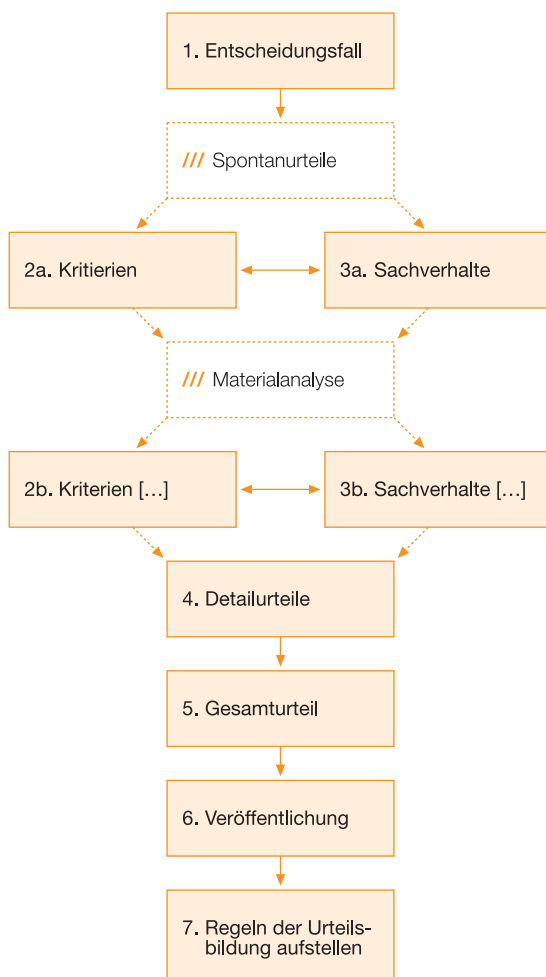 1. Entscheidungsfall
/// Spontanurteile
2a. Kritierien
3a. Sachverhalte
/// Materialanalyse
2b. Kriterien [...]
3b. Sachverhalte [...]
4. Detailurteile
5. Gesamturteil
6. Veröffentlichung
7. Regeln der Urteils-
bildung aufstellen